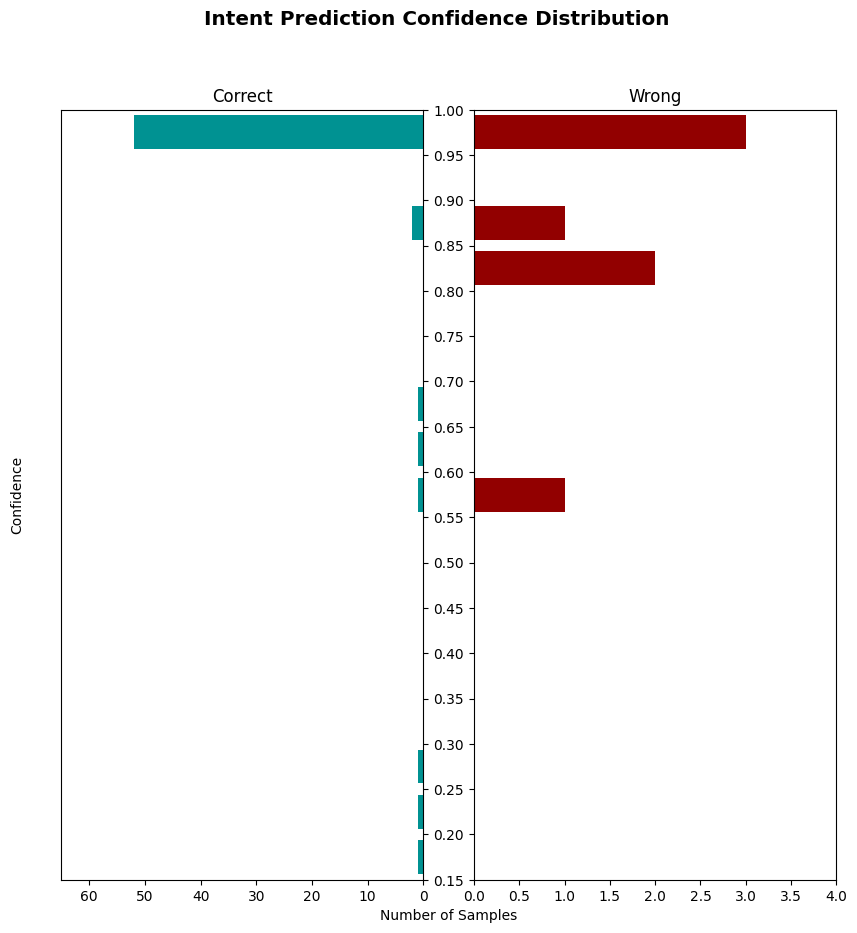 Intent Prediction Confidence Distribution
Correct
Wrong
1.00
0.95
0.90
0.85
0.80
0.75
0.70
0.65
0.60
0.55
0.50
0.45
0.40
0.35
0.30
0.25
0.20
0.15
Confidence
60 50 40 30 20 10 0
0.0 0.5 1.0 1.5 2.0 2.5 3.0 3.5 4.0
Number of Samples